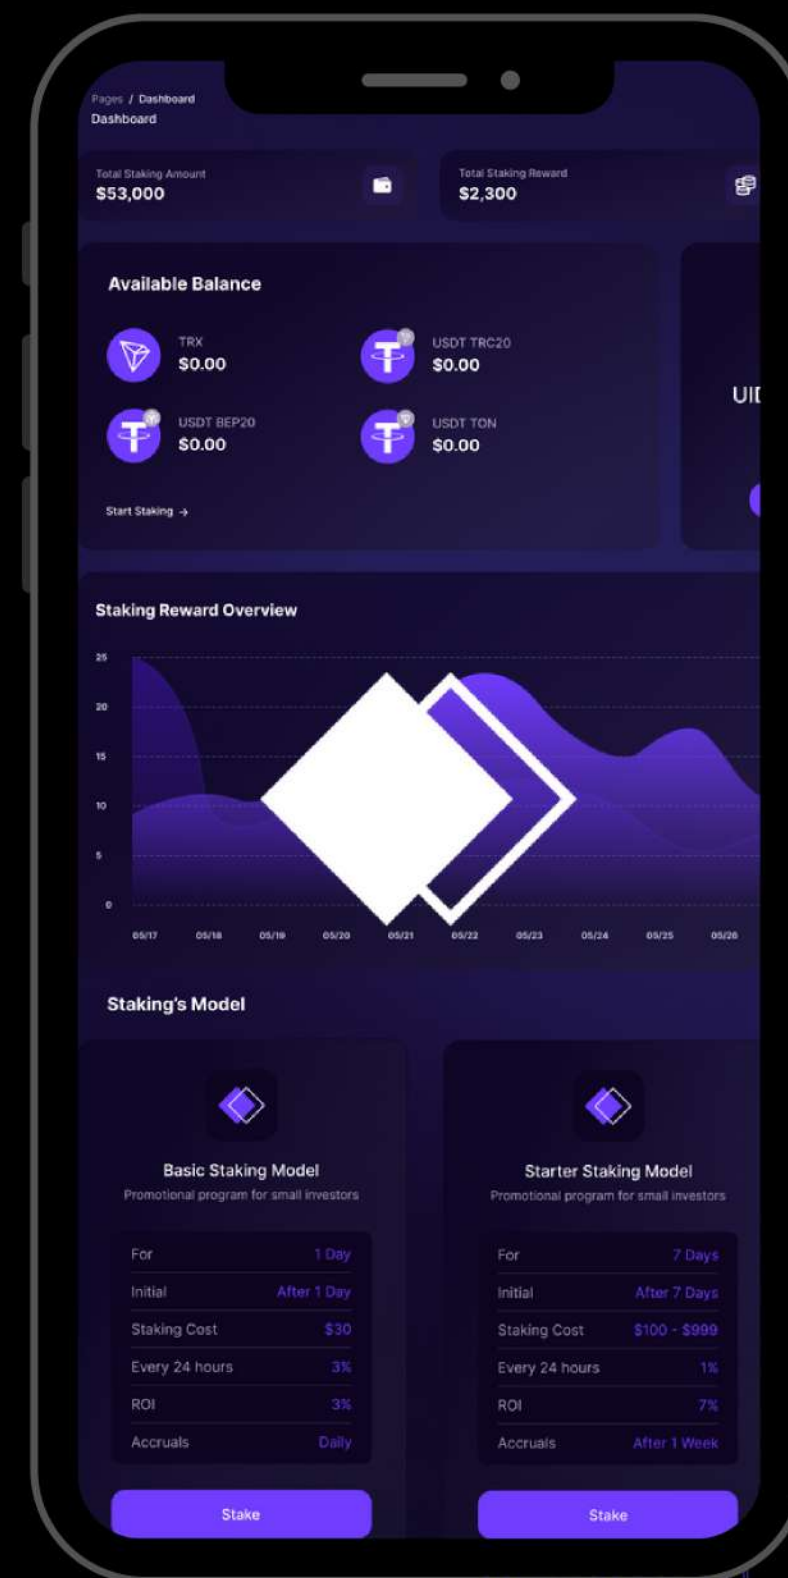 Pages / Dashboard
Dashboard
Total Staking Amount
$53,000
Total Staking Reward
$2,300
Available Balance
TRX
$0.00
USDT TRC20
$0.00
USDT BEP20
$0.00
USDT TON
$0.00
UID
Start Staking →
Staking Reward Overview
25
20
15
10
5
0
05/17 05/18 05/19 05/20 05/21 05/22 05/23 05/24 05/25 05/26
Staking's Model
Basic Staking Model
Promotional program for small investors
For 1 Day
Initial After 1 Day
Staking Cost $30
Every 24 hours 3%
ROI 3%
Accruals Daily
Stake
Starter Staking Model
Promotional program for small investors
For 7 Days
Initial After 7 Days
Staking Cost $100 - $999
Every 24 hours 1%
ROI 7%
Accruals After 1 Week
Stake